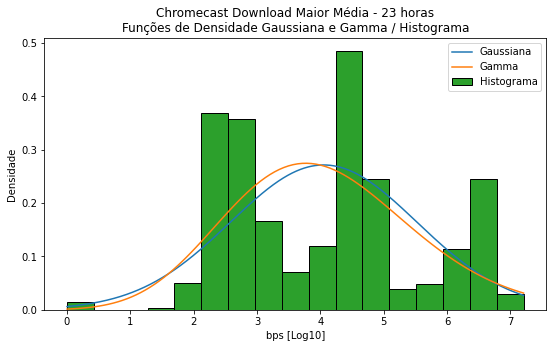 Chromecast Download Maior Média - 23 horas
Funções de Densidade Gaussiana e Gamma / Histograma
Gaussiana
Gamma
Histograma
Densidade
0.5
0.4
0.3
0.2
0.1
0.0
0 1 2 3 4 5 6 7
bps [Log10]